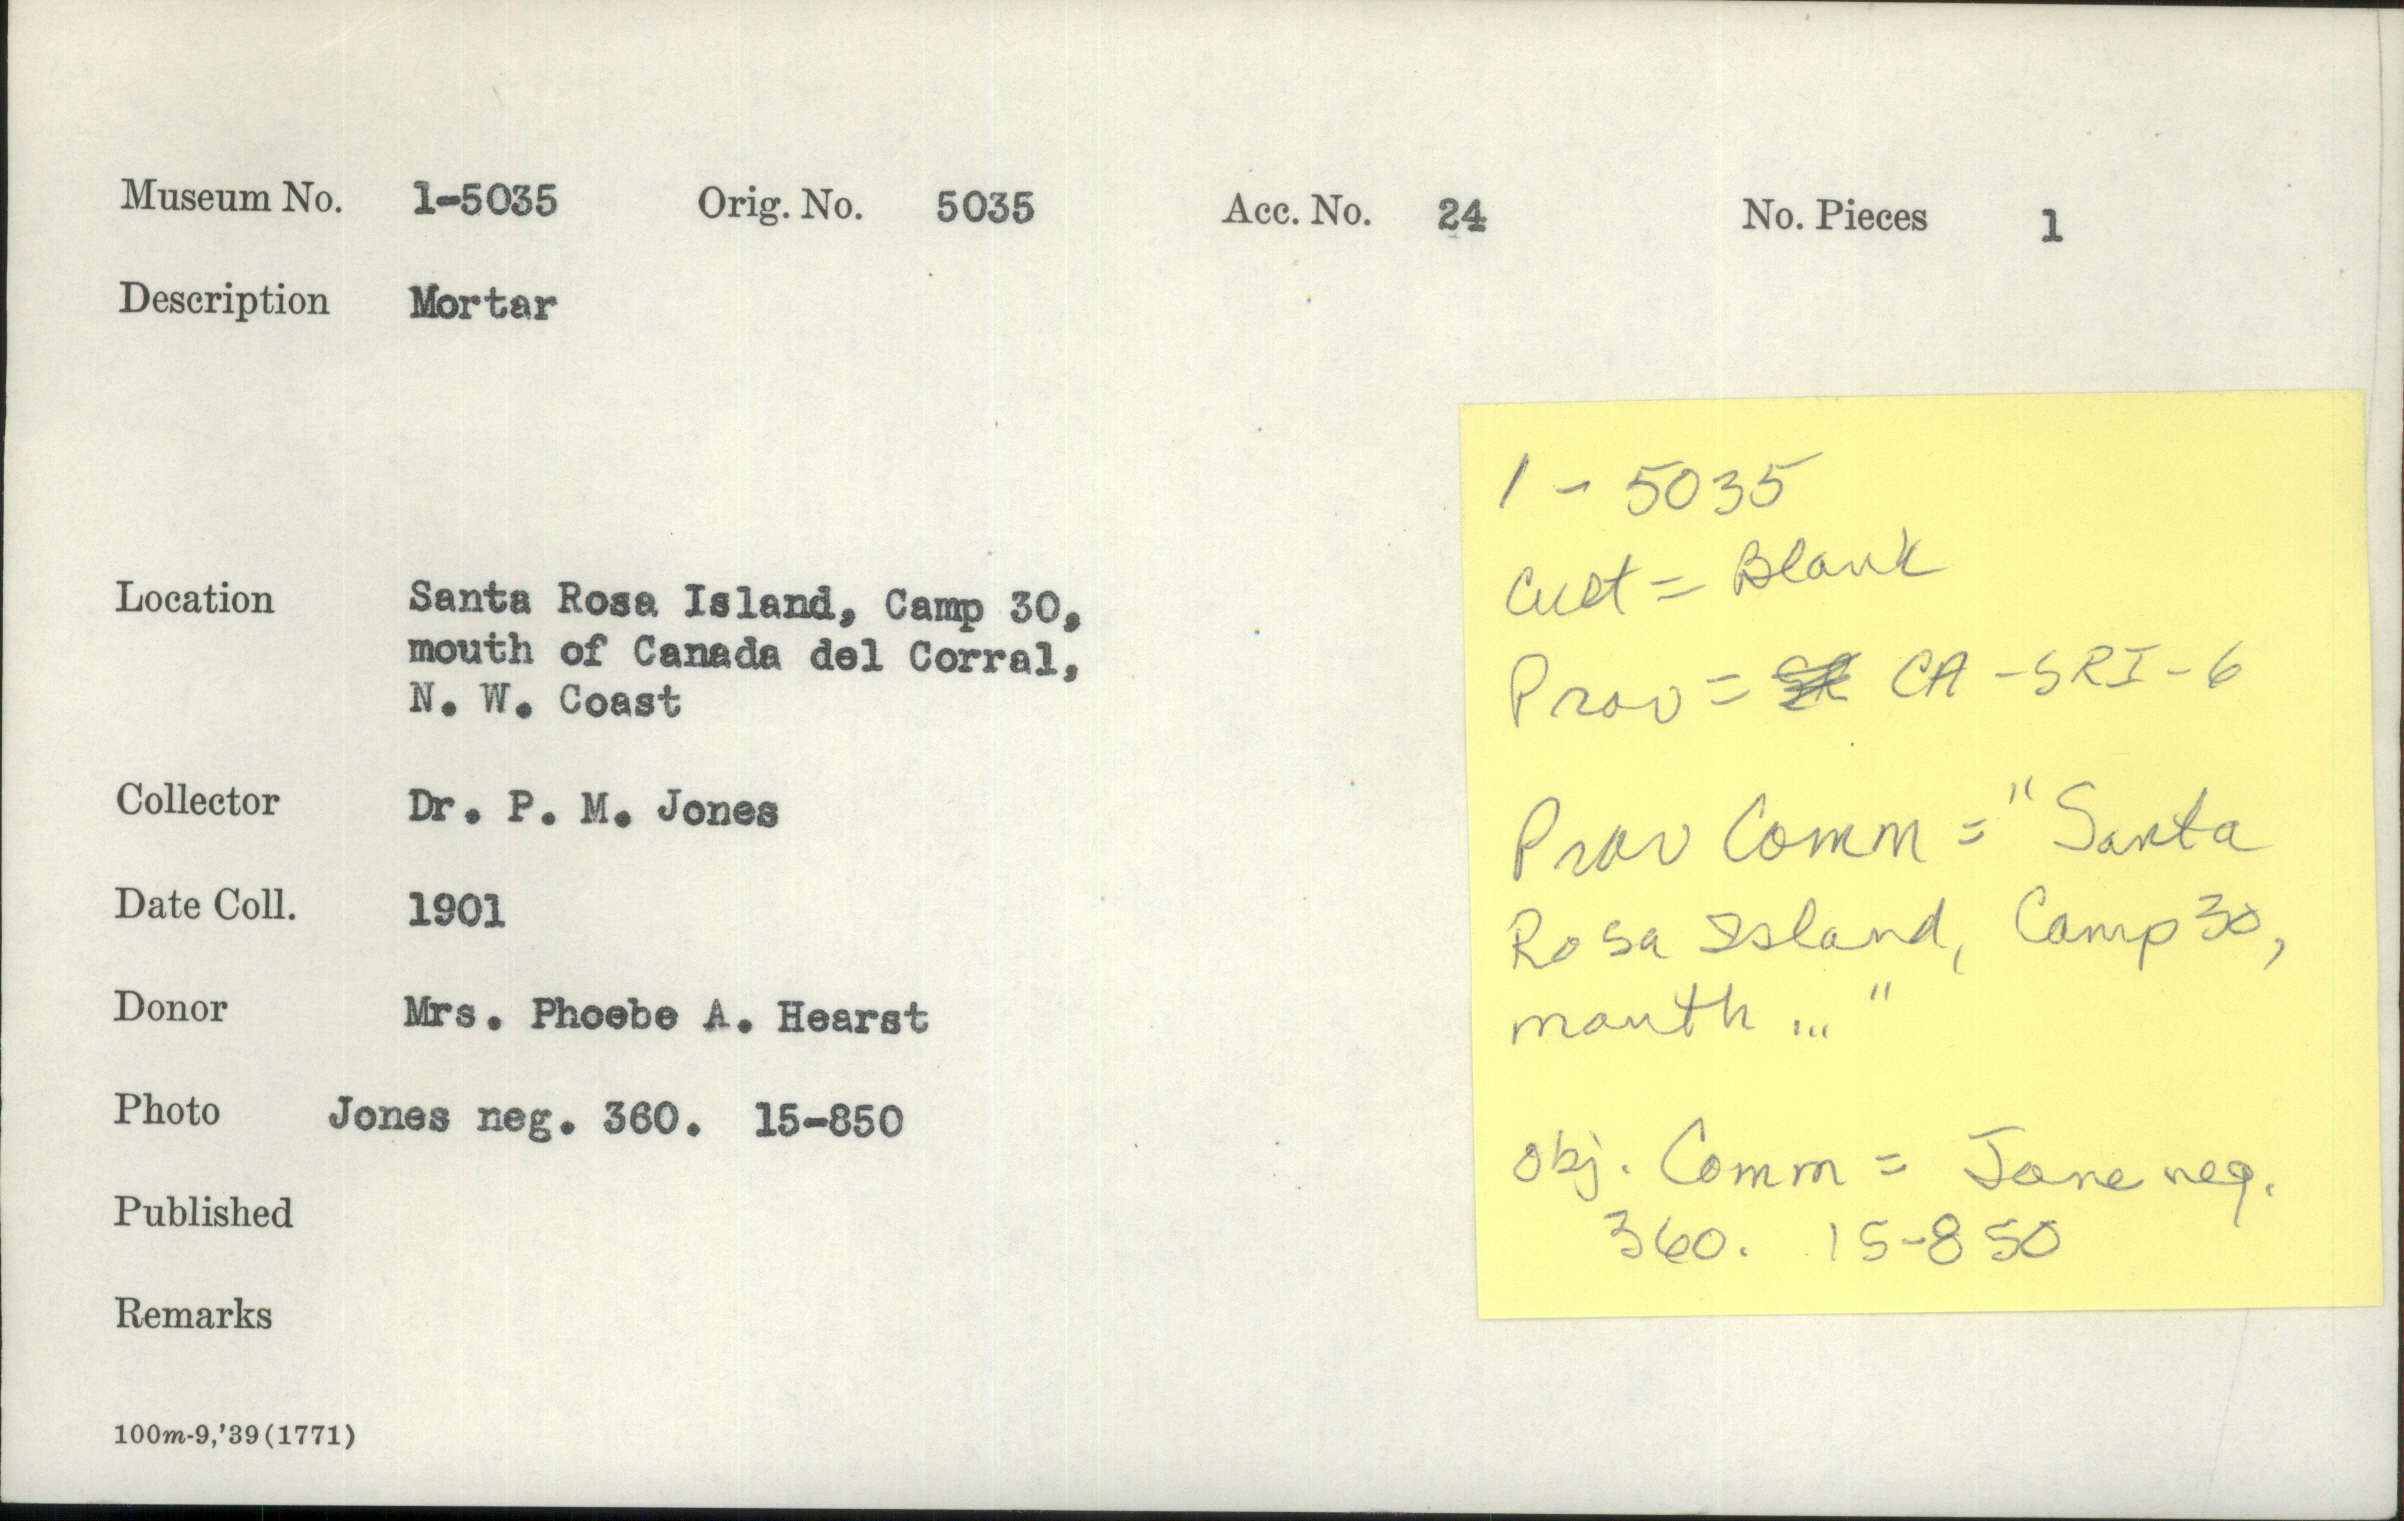 Museum No. 1-5035 Orig. No. 5035 Acc. No. 24 No. Pieces 1
Description Mortar
Location Santa Rosa Island, Camp 30,
mouth of Canada del Corral,
N. W. Coast
Collector Dr. P. M. Jones
Date Coll. 1901
Donor Mrs. Phoebe A. Hearst
Photo Jones neg. 360. 15-850
Published
Remarks
100m-9,'39(1771)
1-5035
Cult = Blank
Prov = CA-SRI-6
Prov Comm = "Santa
Rosa Island, Camp 30,
mouth ..."
Obj. Comm = Jone neg.
360. 15-850